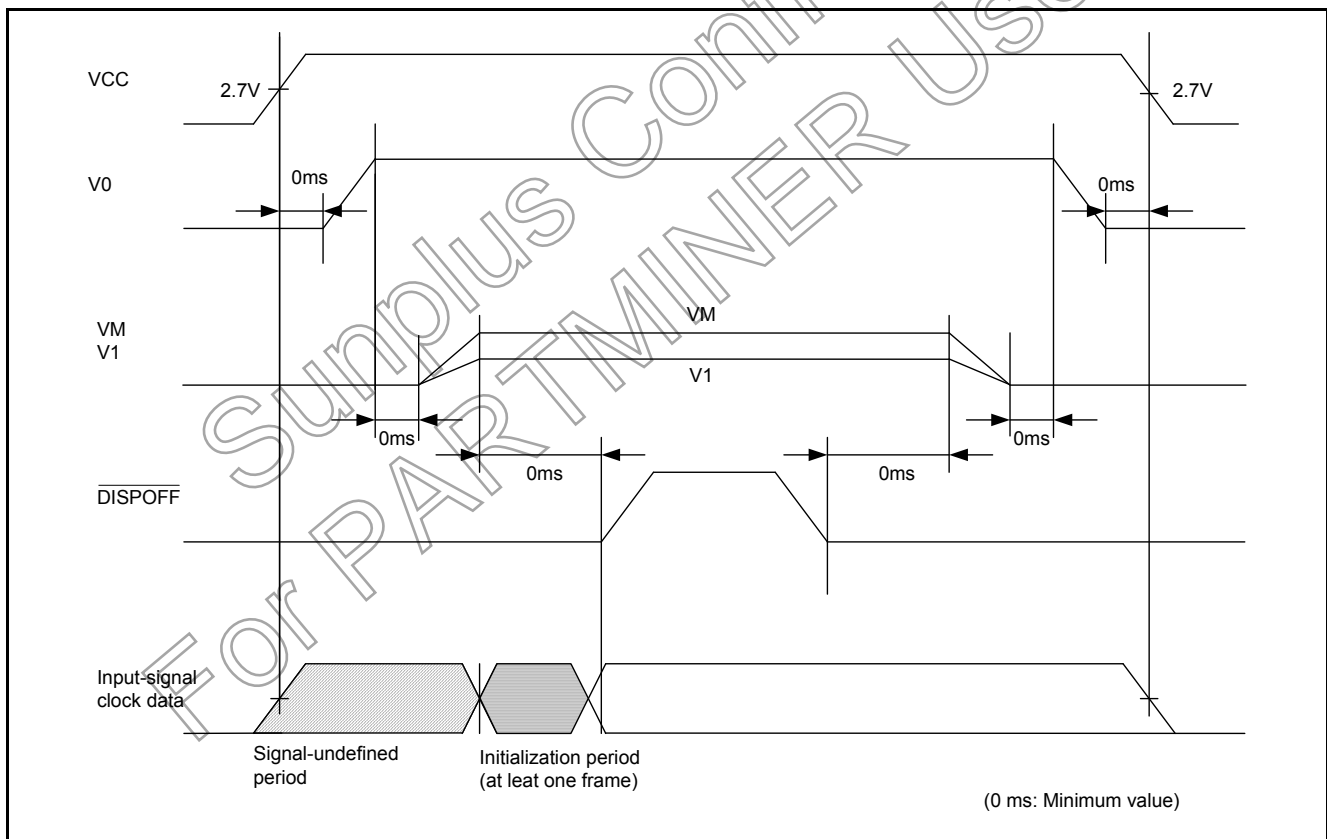 VCC
2.7V
2.7V
V0
0ms
0ms
VM
V1
VM
V1
0ms
0ms
0ms
0ms
DISPOFF
Input-signal
clock data
Signal-undefined
period
Initialization period
(at leat one frame)
(0 ms: Minimum value)
Sunplus Conf
For PARTMINER Use